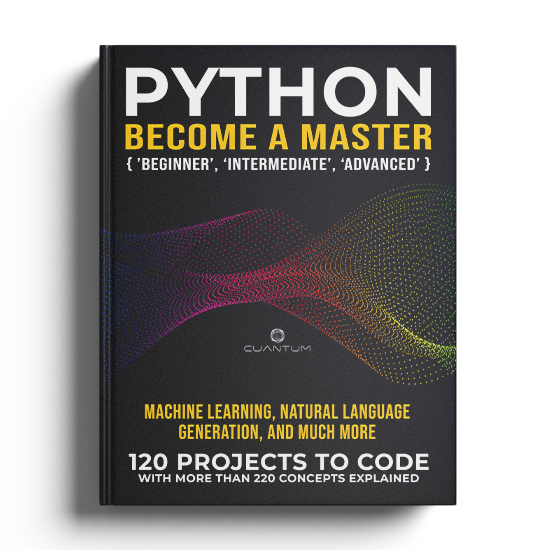 PYTHON
BECOME A MASTER
{ ’BEGINNER’, ‘INTERMEDIATE’, ‘ADVANCED’ }
CUANTUM
MACHINE LEARNING, NATURAL LANGUAGE
GENERATION, AND MUCH MORE
120 PROJECTS TO CODE
WITH MORE THAN 220 CONCEPTS EXPLAINED